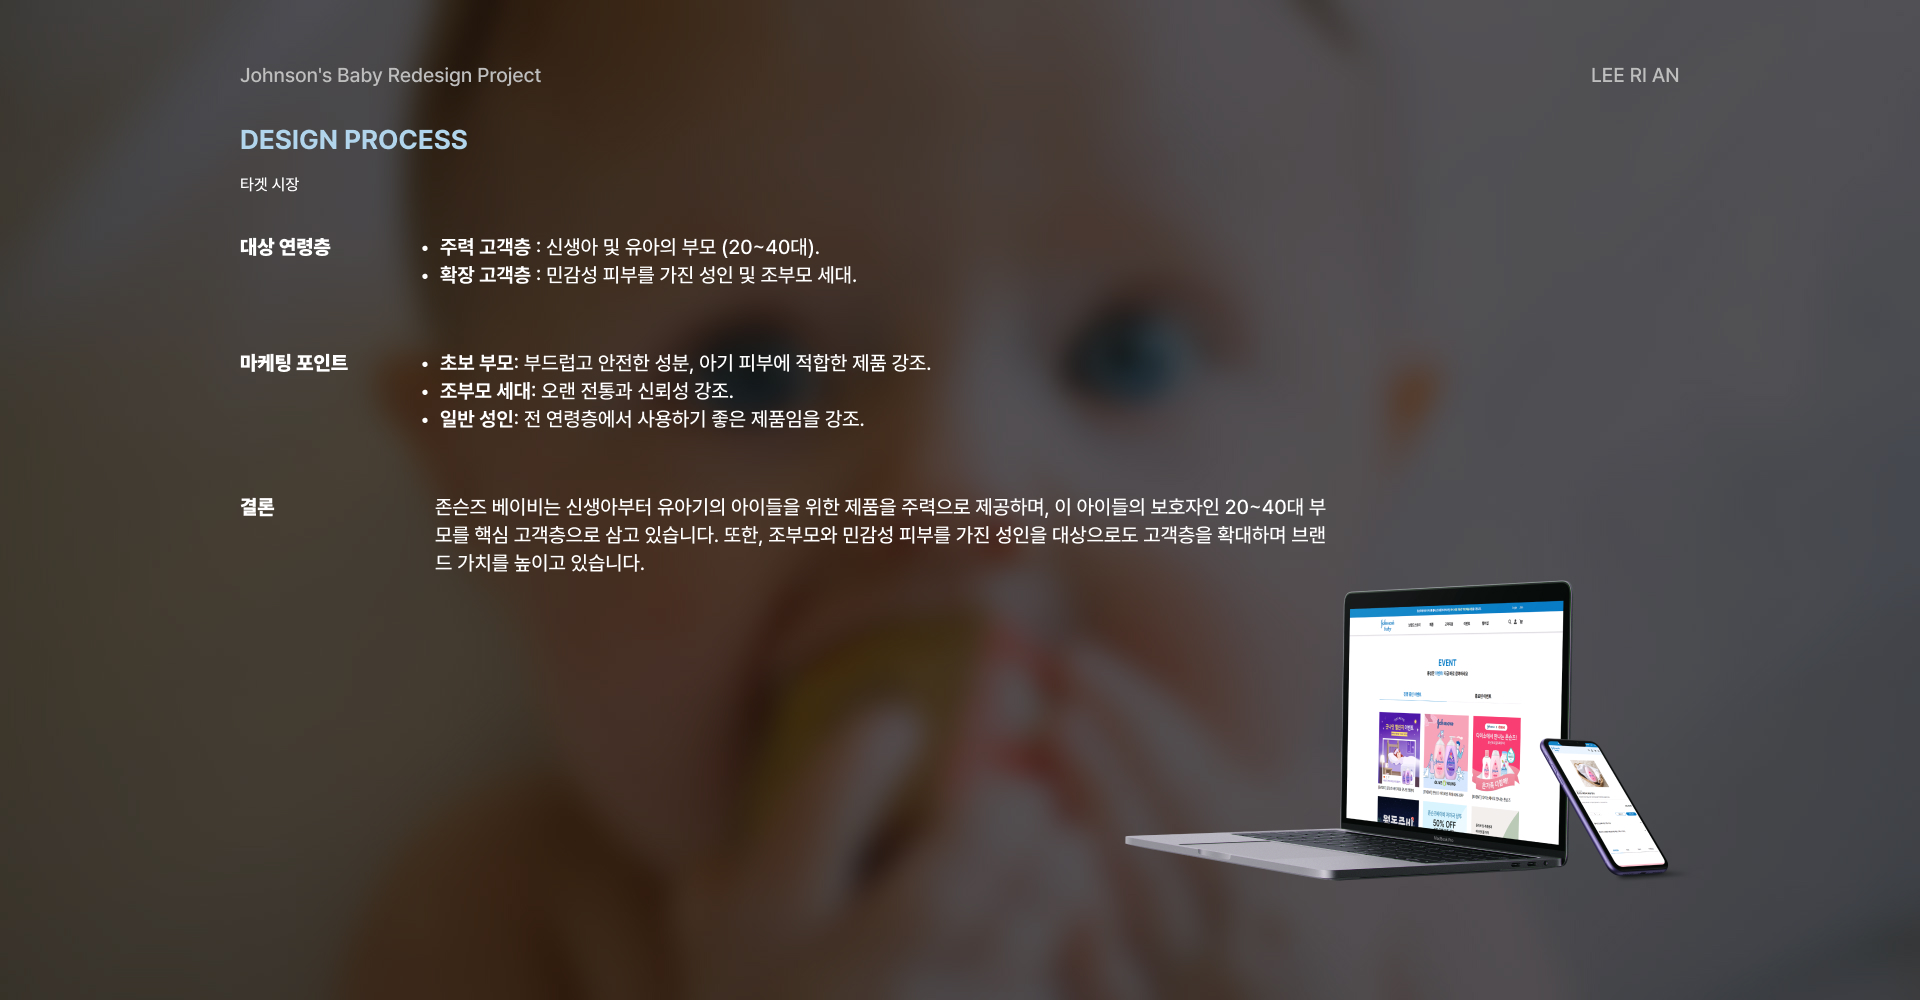 Johnson's Baby Redesign Project
LEE RI AN
DESIGN PROCESS
타겟 시장
대상 연령층
• 주력 고객층 : 신생아 및 유아의 부모 (20~40대).
• 확장 고객층 : 민감성 피부를 가진 성인 및 조부모 세대.
마케팅 포인트
• 초보 부모: 부드럽고 안전한 성분, 아기 피부에 적합한 제품 강조.
• 조부모 세대: 오랜 전통과 신뢰성 강조.
• 일반 성인: 전 연령층에서 사용하기 좋은 제품임을 강조.
결론
존슨즈 베이비는 신생아부터 유아기의 아이들을 위한 제품을 주력으로 제공하며, 이 아이들의 보호자인 20~40대 부
모를 핵심 고객층으로 삼고 있습니다. 또한, 조부모와 민감성 피부를 가진 성인을 대상으로도 고객층을 확대하며 브랜
드 가치를 높이고 있습니다.
EVENT
50% OFF